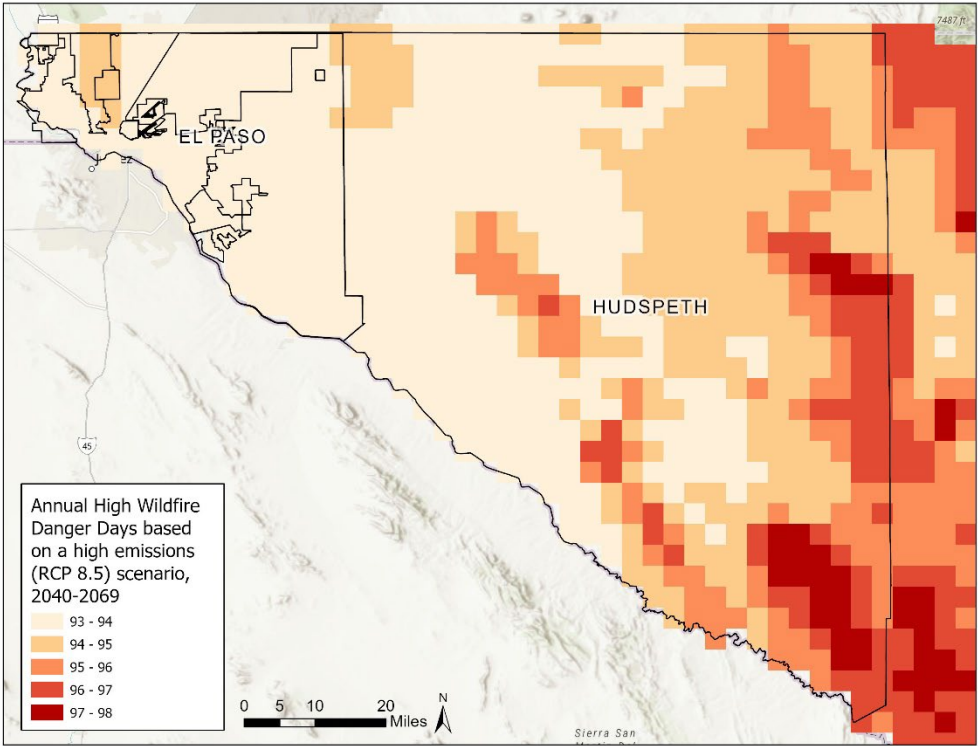 7487 ft
EL PASO
HUDSPETH
45
Annual High Wildfire
Danger Days based
on a high emissions
(RCP 8.5) scenario,
2040-2069
93 - 94
94 - 95
95 - 96
96 - 97
97 - 98
0 5 10 20
Miles
N
Sierra San